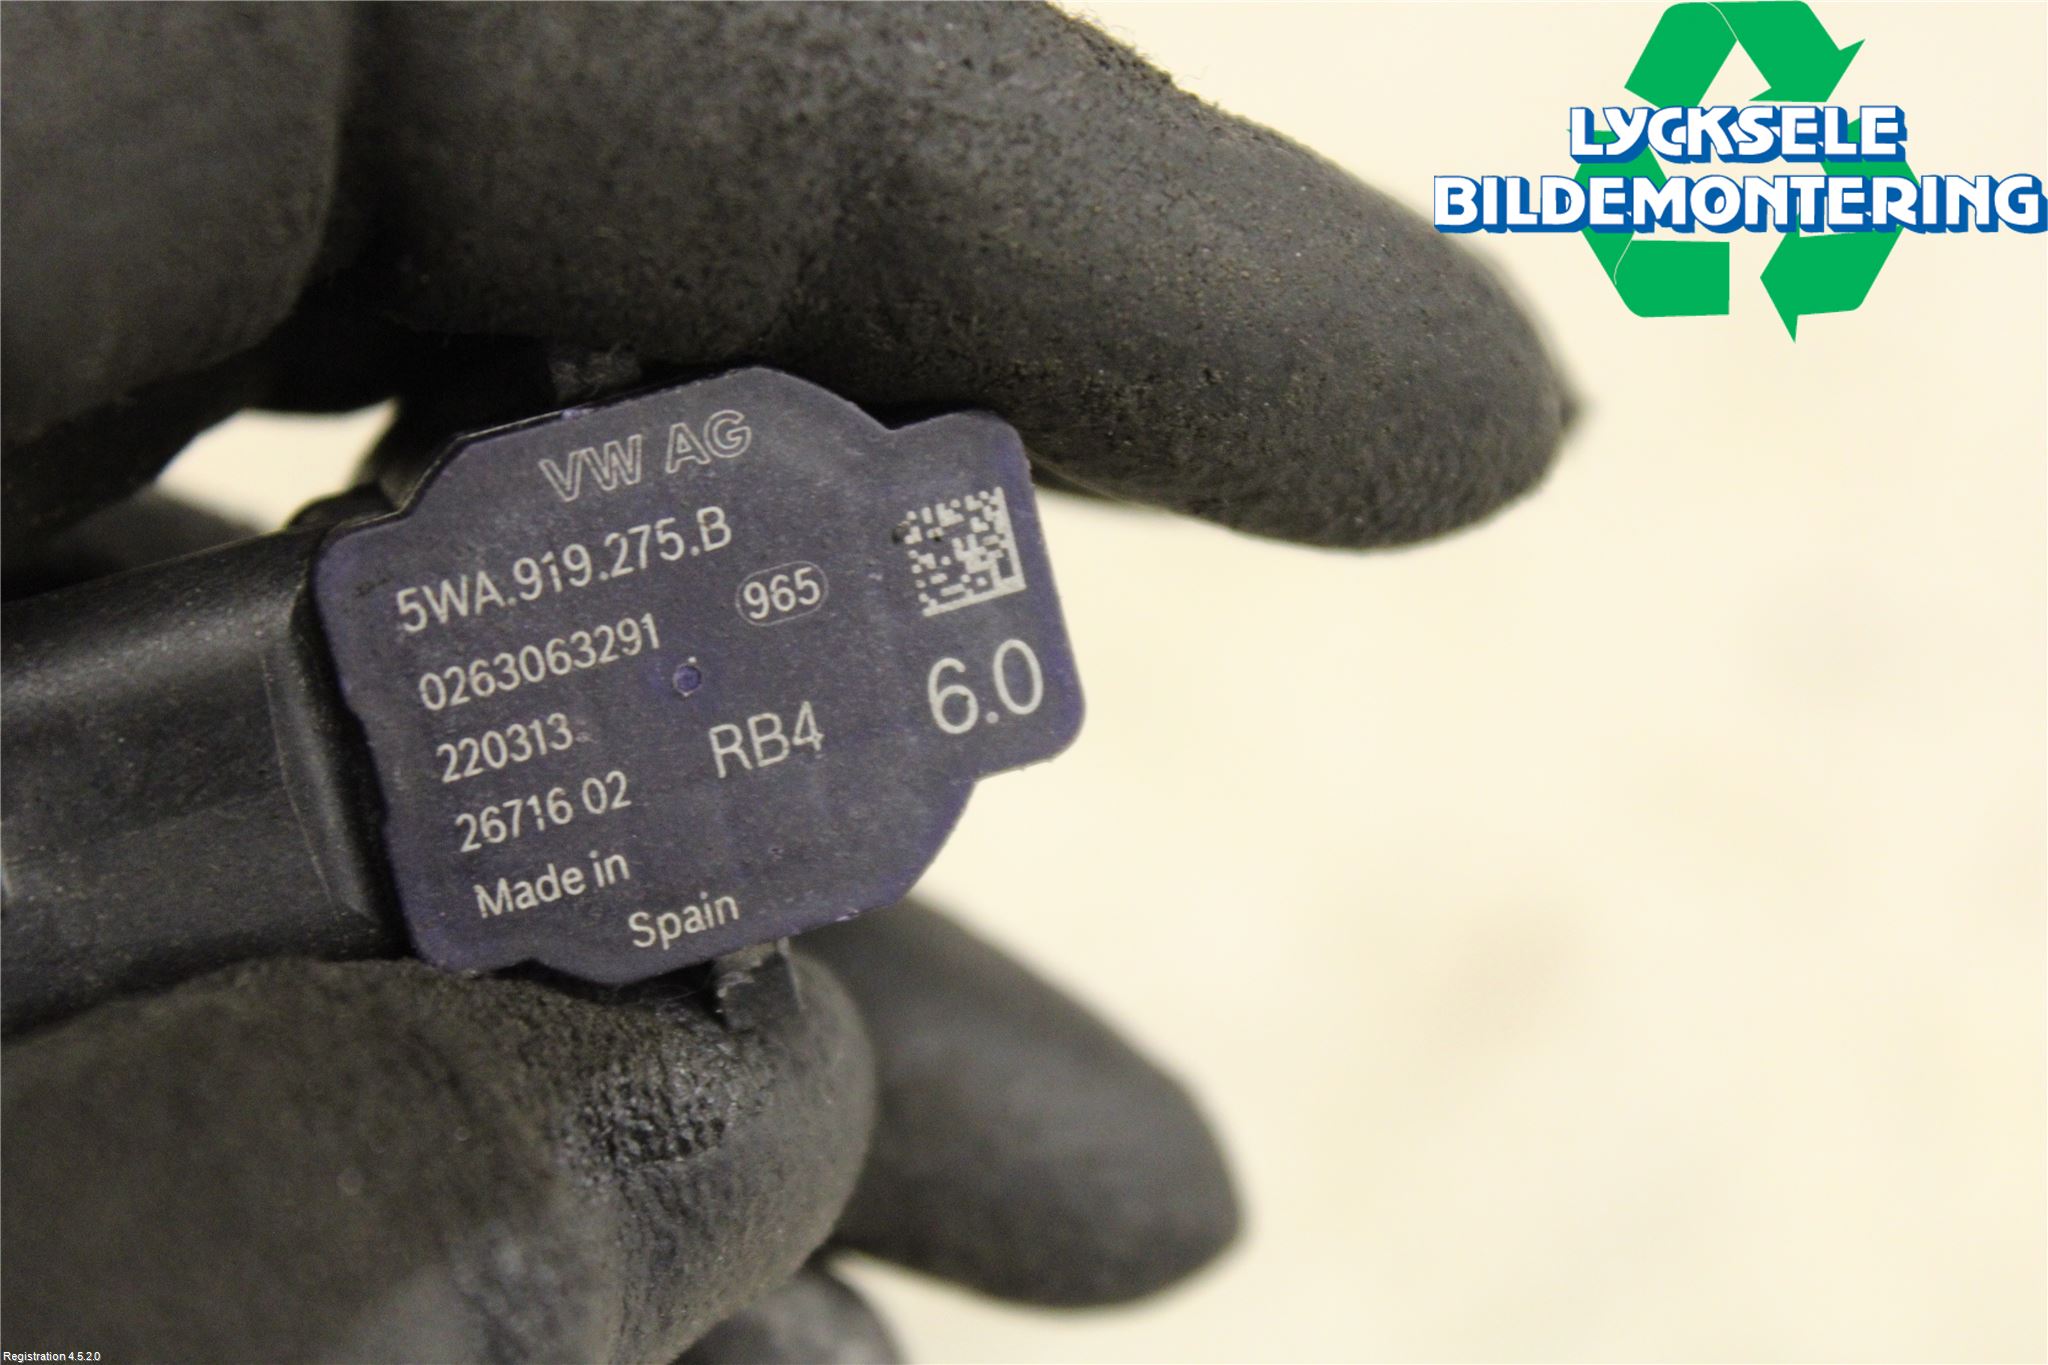 LYCKSELE
BILDEMONTERING
VW AG
5WA.919.275.B
0263063291 965
220313
RB4 6.0
26716 02
Made in
Spain
Registration 4.5.2.0